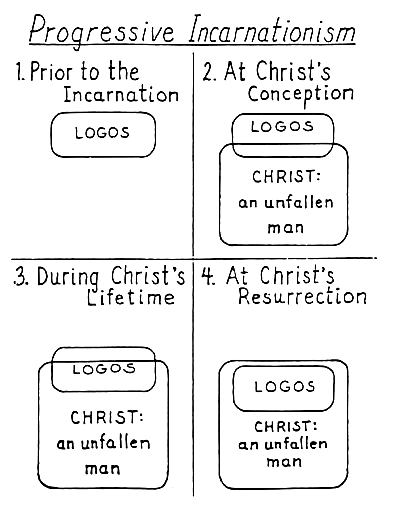 Progressive Incarnationism
1. Prior to the
Incarnation
LOGOS
2. At Christ's
Conception
LOGOS
CHRIST:
an unfallen
man
3. During Christ's
Lifetime
LOGOS
CHRIST:
an unfallen
man
4. At Christ's
Resurrection
LOGOS
CHRIST:
an unfallen
man